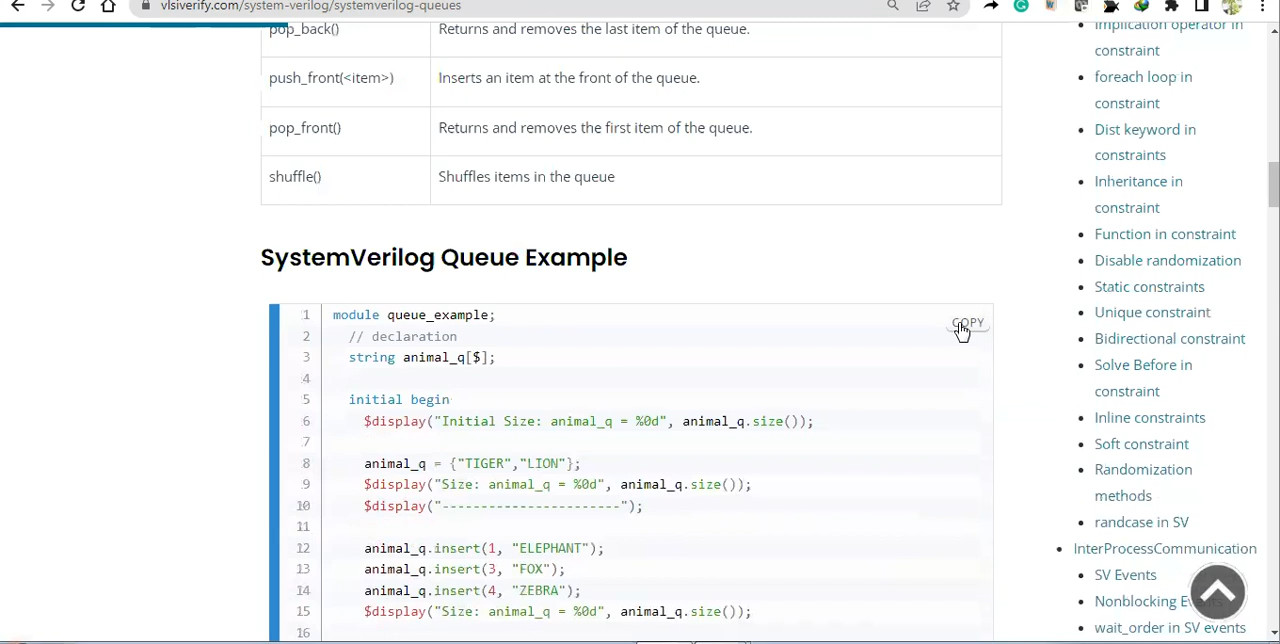 vlsiverify.com/system-verilog/systemverilog-queues
pop_back() Returns and removes the last item of the queue.
push_front(<item>) Inserts an item at the front of the queue.
pop_front() Returns and removes the first item of the queue.
shuffle() Shuffles items in the queue
SystemVerilog Queue Example
COPY
1 module queue_example;
2 // declaration
3 string animal_q[$];
4
5 initial begin
6 $display("Initial Size: animal_q = %0d", animal_q.size());
7
8 animal_q = {"TIGER","LION"};
9 $display("Size: animal_q = %0d", animal_q.size());
10 $display("-----------------------");
11
12 animal_q.insert(1, "ELEPHANT");
13 animal_q.insert(3, "FOX");
14 animal_q.insert(4, "ZEBRA");
15 $display("Size: animal_q = %0d", animal_q.size());
16
Implication operator in
constraint
foreach loop in
constraint
Dist keyword in
constraints
Inheritance in
constraint
Function in constraint
Disable randomization
Static constraints
Unique constraint
Bidirectional constraint
Solve Before in
constraint
Inline constraints
Soft constraint
Randomization
methods
randcase in SV
InterProcessCommunication
SV Events
Nonblocking
wait_order in SV events